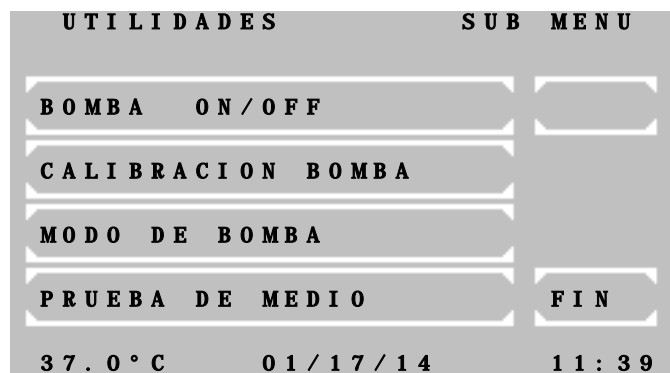 UTILIDADES SUB MENU
BOMBA ON/OFF
CALIBRACION BOMBA
MODO DE BOMBA
PRUEBA DE MEDIO FIN
37.0°C 01/17/14 11:39